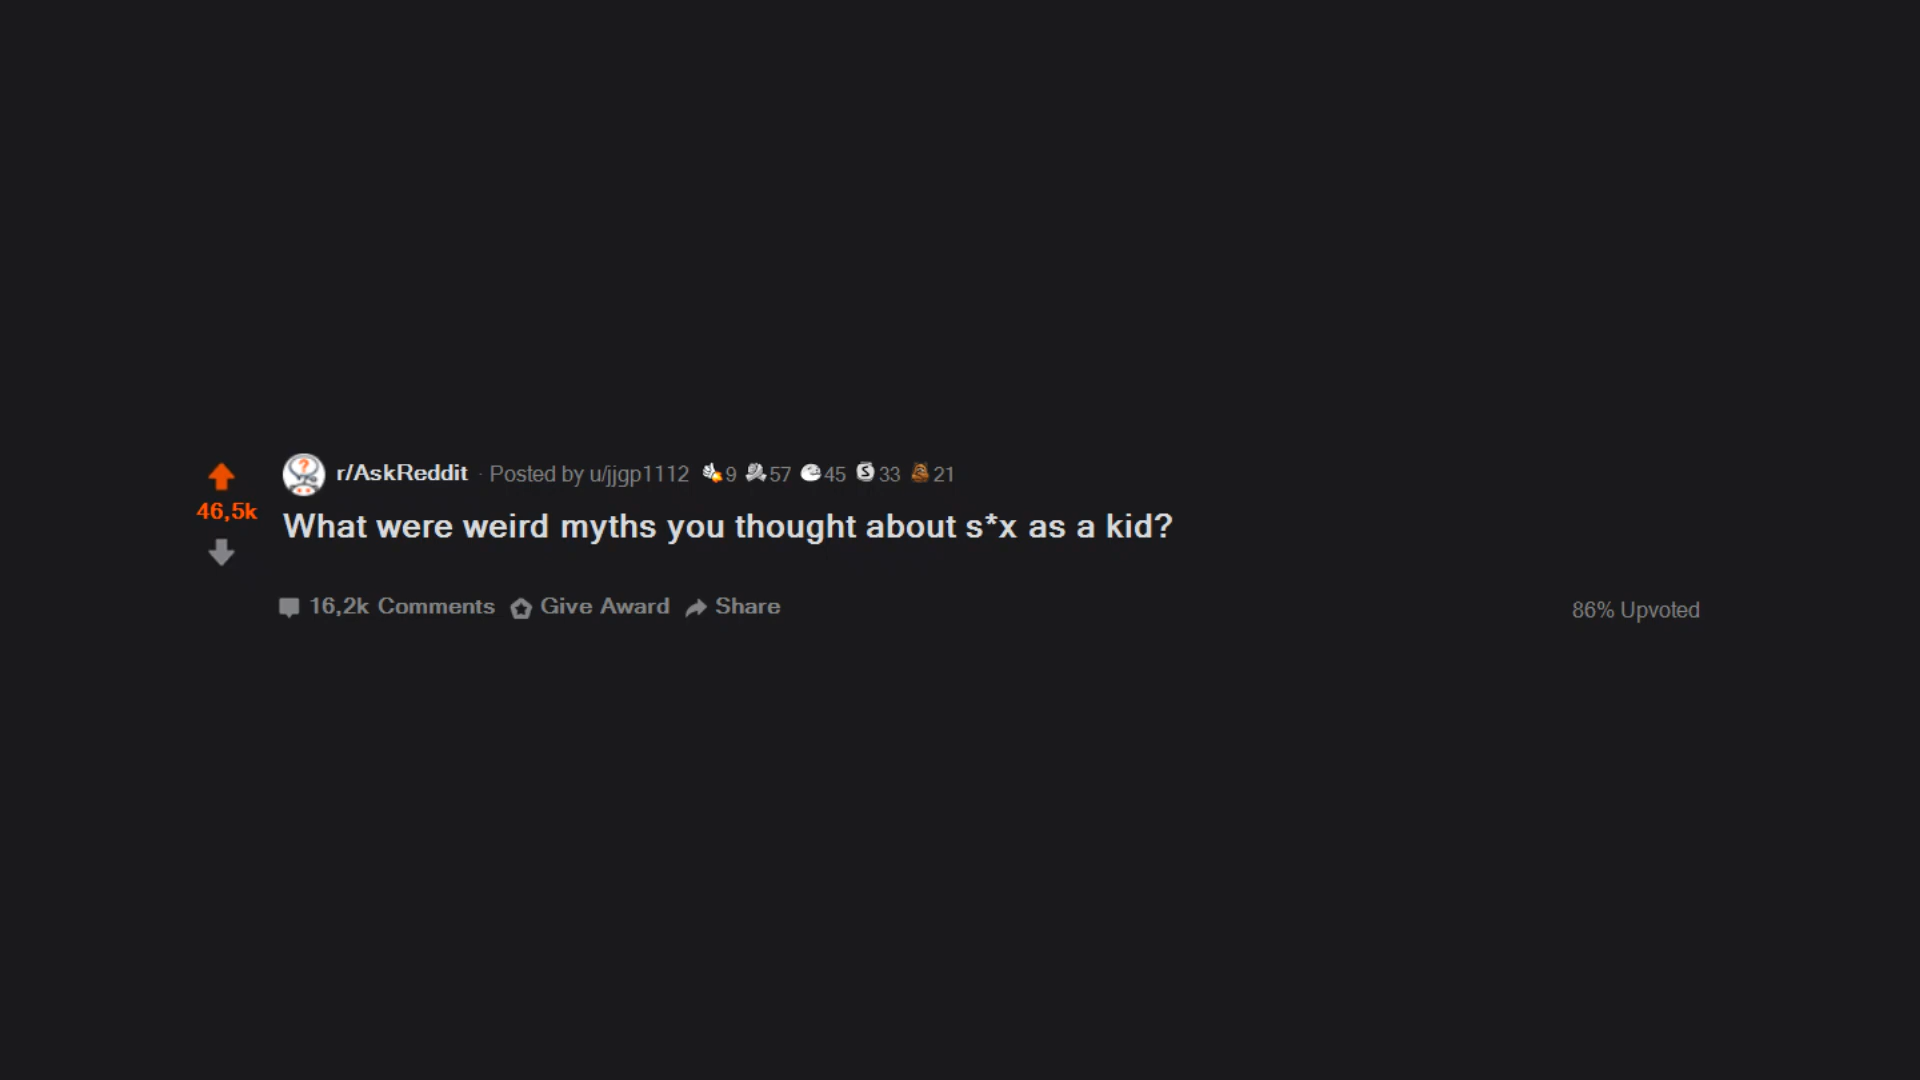 r/AskReddit · Posted by u/jjgp1112 9 57 45 S 33 21
46,5k
What were weird myths you thought about s*x as a kid?
16,2k Comments Give Award Share
86% Upvoted